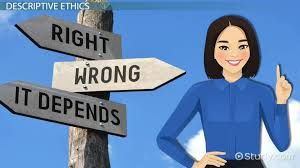 DESCRIPTIVE ETHICS
RIGHT
WRONG
IT DEPENDS
Study.com